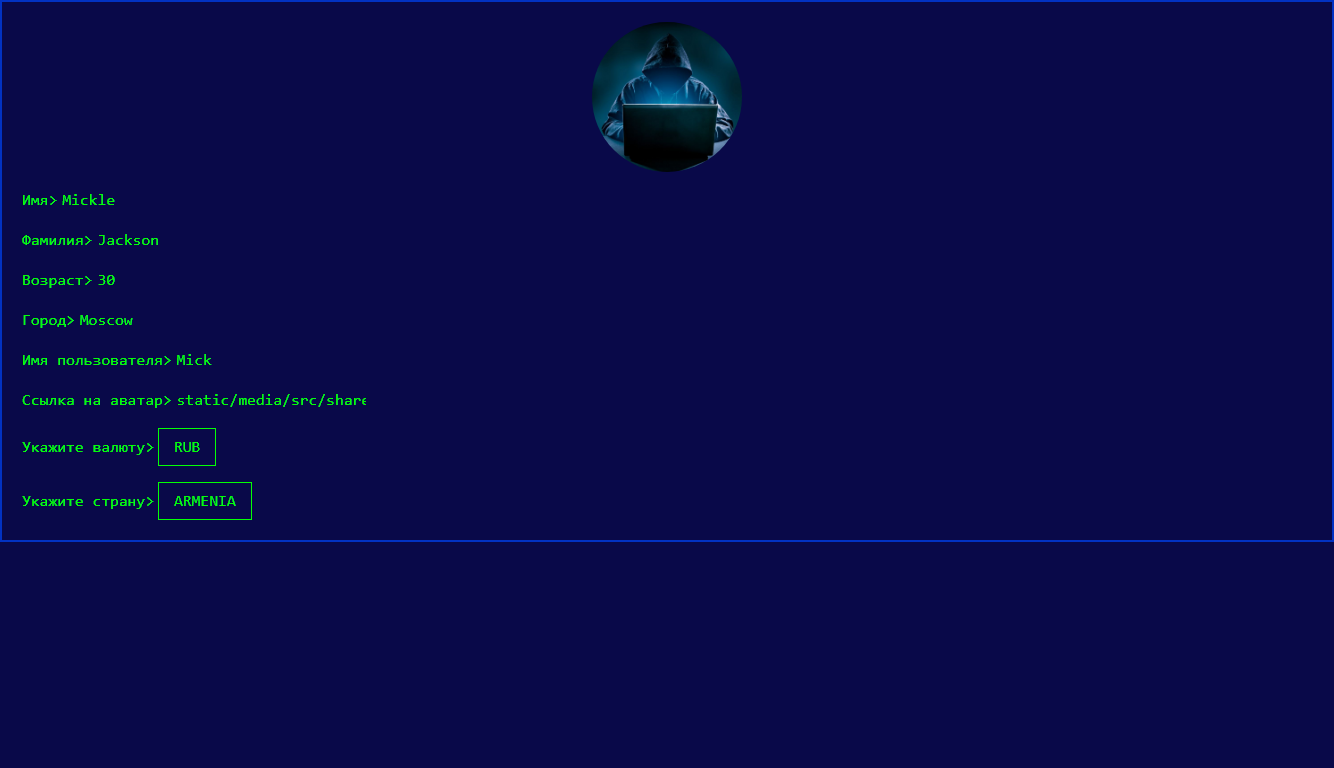 Имя> Mickle
Фамилия> Jackson
Возраст> 30
Город> Moscow
Имя пользователя> Mick
Ссылка на аватар> static/media/src/share
Укажите валюту> RUB
Укажите страну> ARMENIA